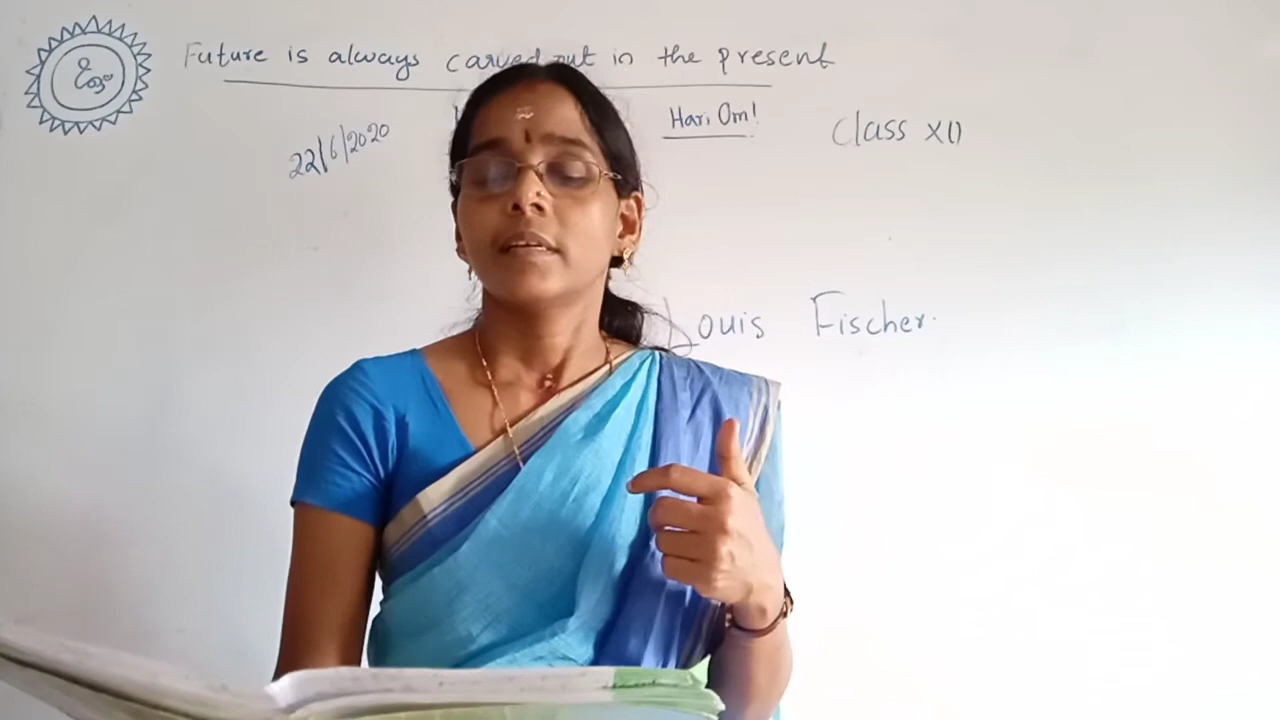 ഓം
Future is always carved out in the present
Hari Om!
22/6/2020
Class XII
Louis Fischer.